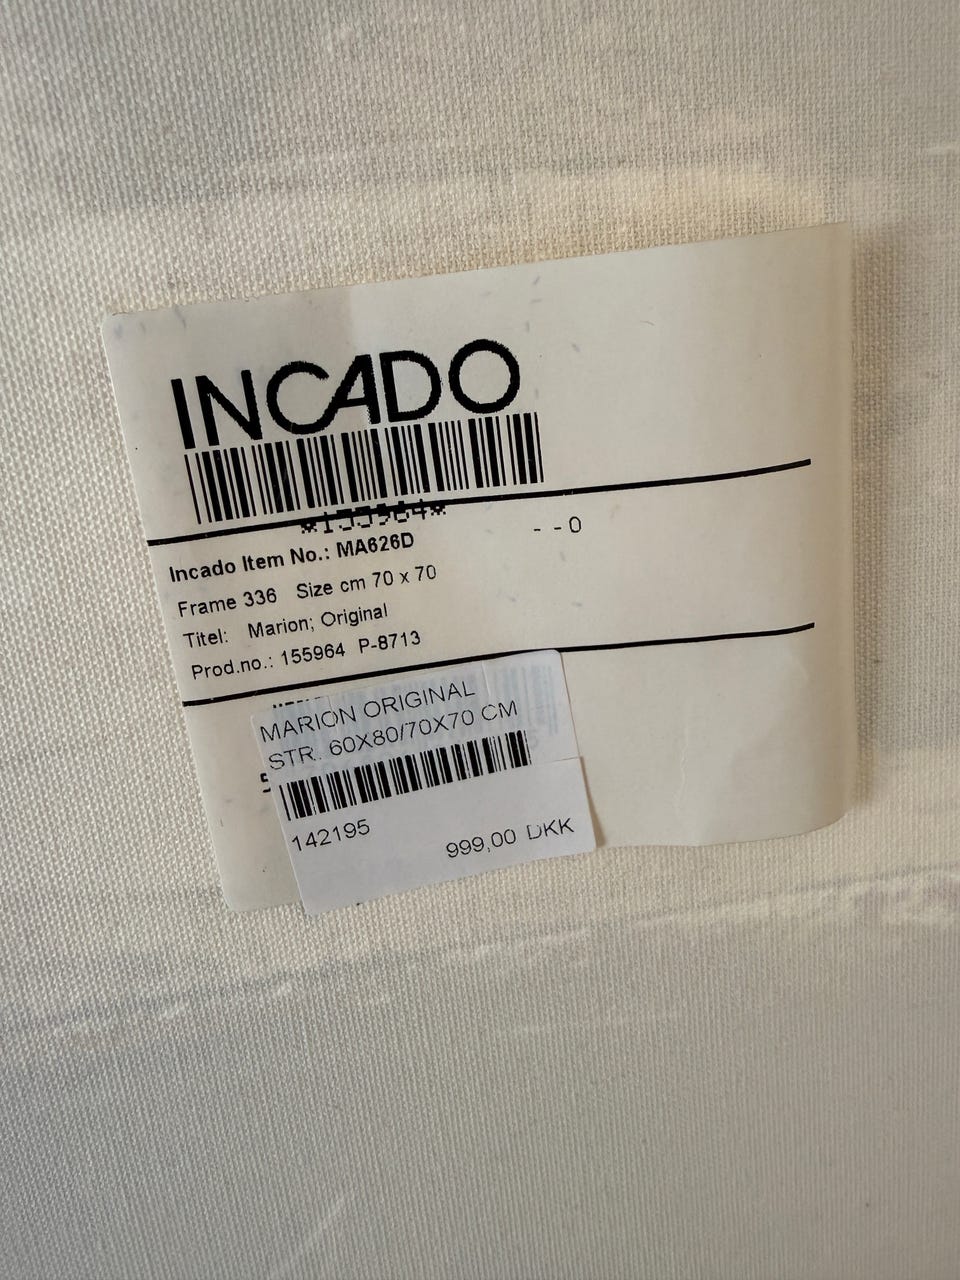 INCADO
*155964*
- - 0
Incado Item No.: MA626D
Frame 336 Size cm 70 x 70
Titel: Marion; Original
Prod.no.: 155964 P-8713
MARION ORIGINAL
STR. 60X80/70X70 CM
142195
999,00 DKK